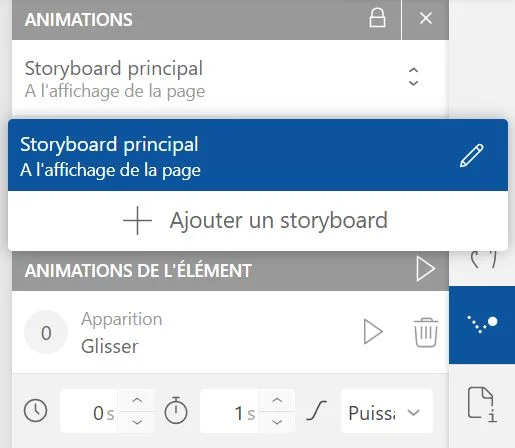 ANIMATIONS
Storyboard principal
A l'affichage de la page
Storyboard principal
A l'affichage de la page
Ajouter un storyboard
ANIMATIONS DE L'ÉLÉMENT
0
Apparition
Glisser
0 s
1 s
Puiss